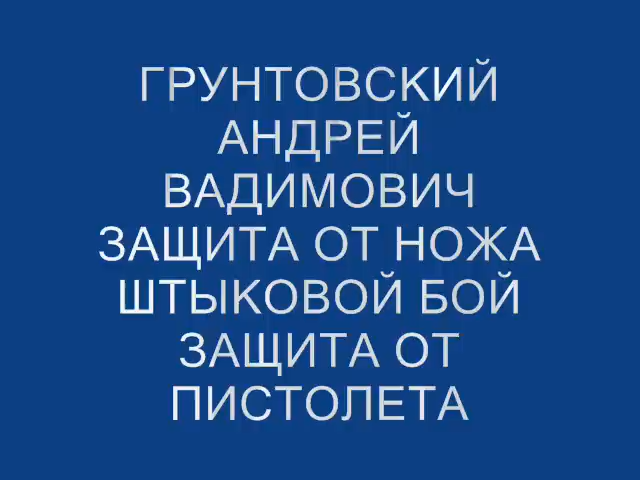 ГРУНТОВСКИЙ
АНДРЕЙ
ВАДИМОВИЧ
ЗАЩИТА ОТ НОЖА
ШТЫКОВОЙ БОЙ
ЗАЩИТА ОТ
ПИСТОЛЕТА